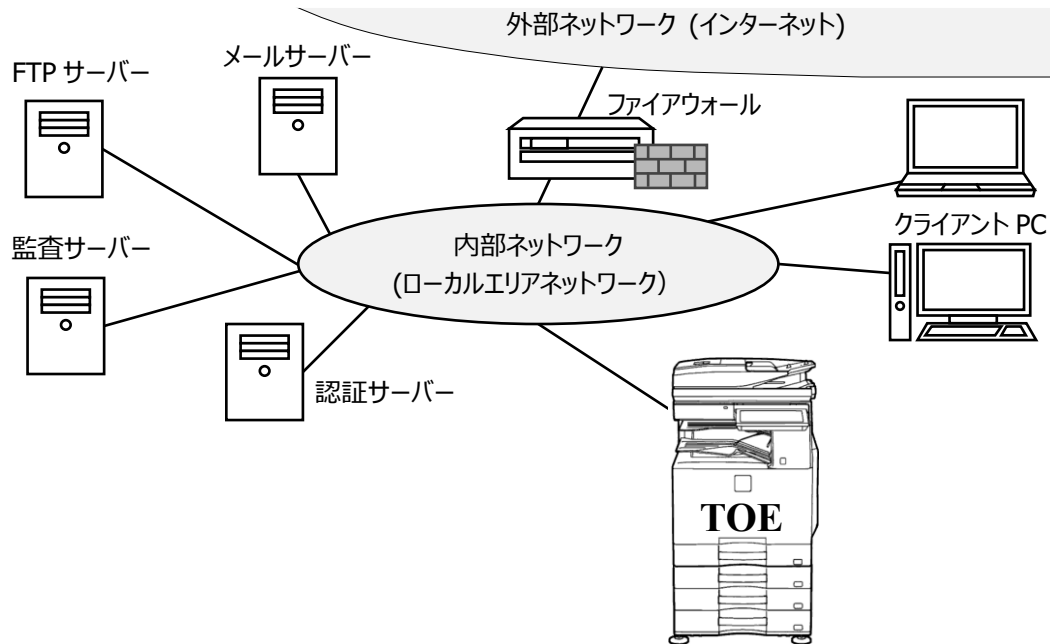 外部ネットワーク (インターネット)
メールサーバー
FTP サーバー
ファイアウォール
クライアント PC
監査サーバー
内部ネットワーク
(ローカルエリアネットワーク)
認証サーバー
TOE